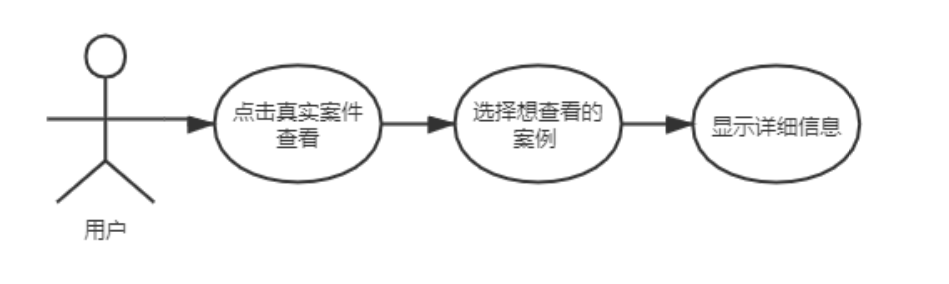 点击真实案件
查看
选择想查看的
案例
显示详细信息
用户